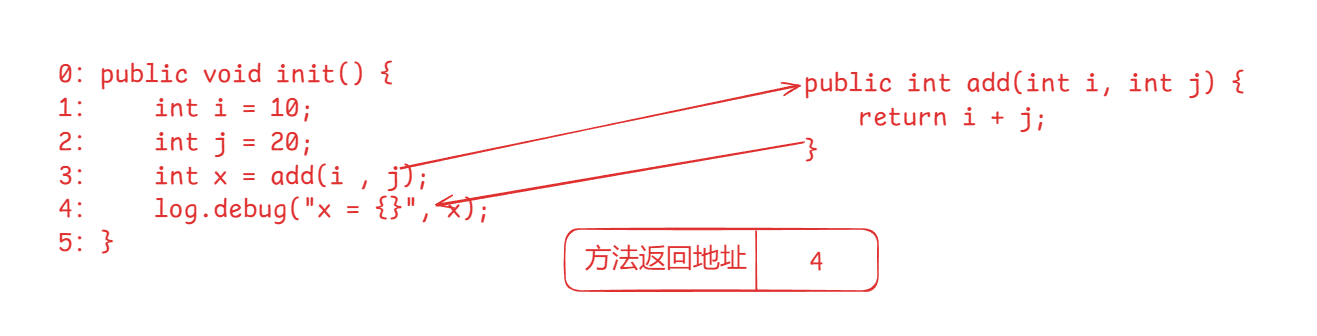 0: public void init() {
1:     int i = 10;
2:     int j = 20;
3:     int x = add(i , j);
4:     log.debug("x = {}", x);
5: }
public int add(int i, int j) {
    return i + j;
}
方法返回地址 4